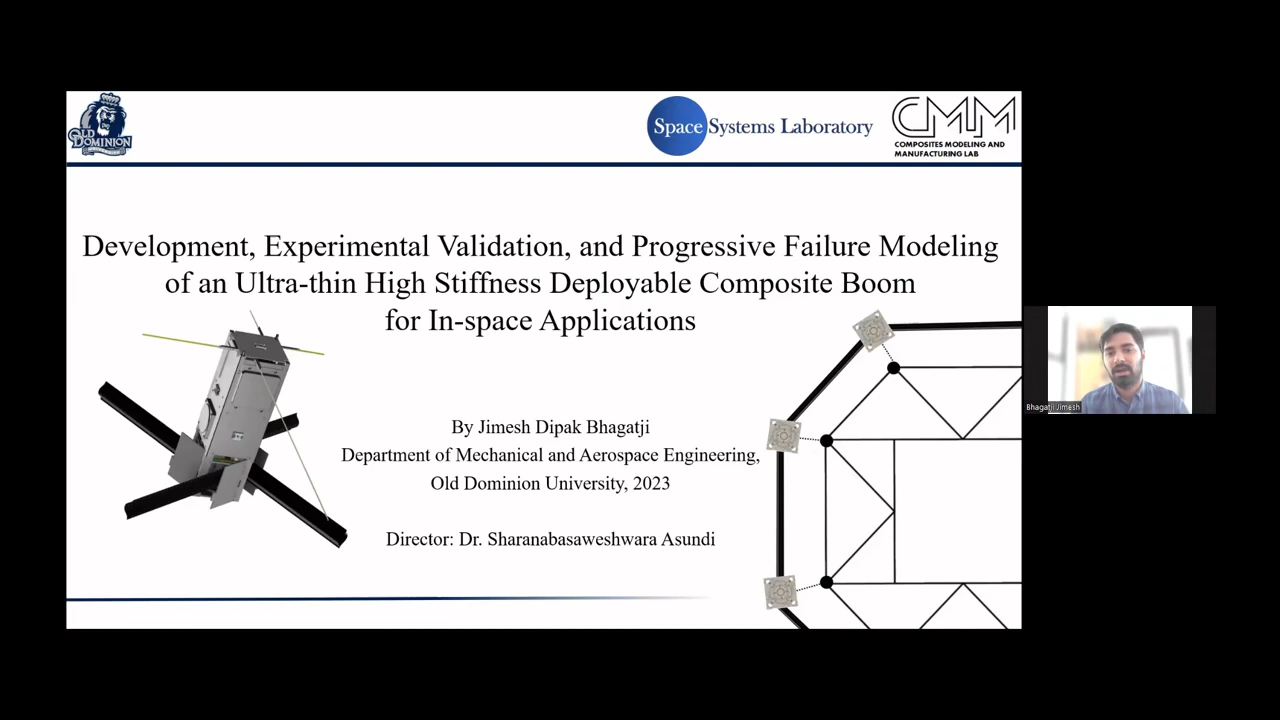 OLD DOMINION
Space Systems Laboratory
CMM
COMPOSITES MODELING AND
MANUFACTURING LAB
Development, Experimental Validation, and Progressive Failure Modeling
of an Ultra-thin High Stiffness Deployable Composite Boom
for In-space Applications
By Jimesh Dipak Bhagatji
Department of Mechanical and Aerospace Engineering,
Old Dominion University, 2023
Director: Dr. Sharanabasaweshwara Asundi
Bhagatji Jimesh